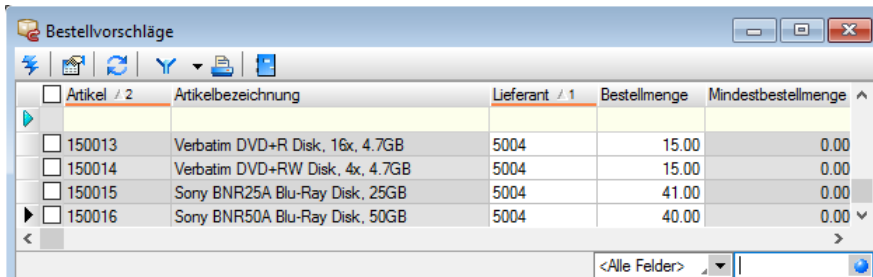 Bestellvorschläge
Artikel 2 Artikelbezeichnung Lieferant 1 Bestellmenge Mindestbestellmenge
150013 Verbatim DVD+R Disk, 16x, 4.7GB 5004 15.00 0.00
150014 Verbatim DVD+RW Disk, 4x, 4.7GB 5004 15.00 0.00
150015 Sony BNR25A Blu-Ray Disk, 25GB 5004 41.00 0.00
150016 Sony BNR50A Blu-Ray Disk, 50GB 5004 40.00 0.00
<Alle Felder>